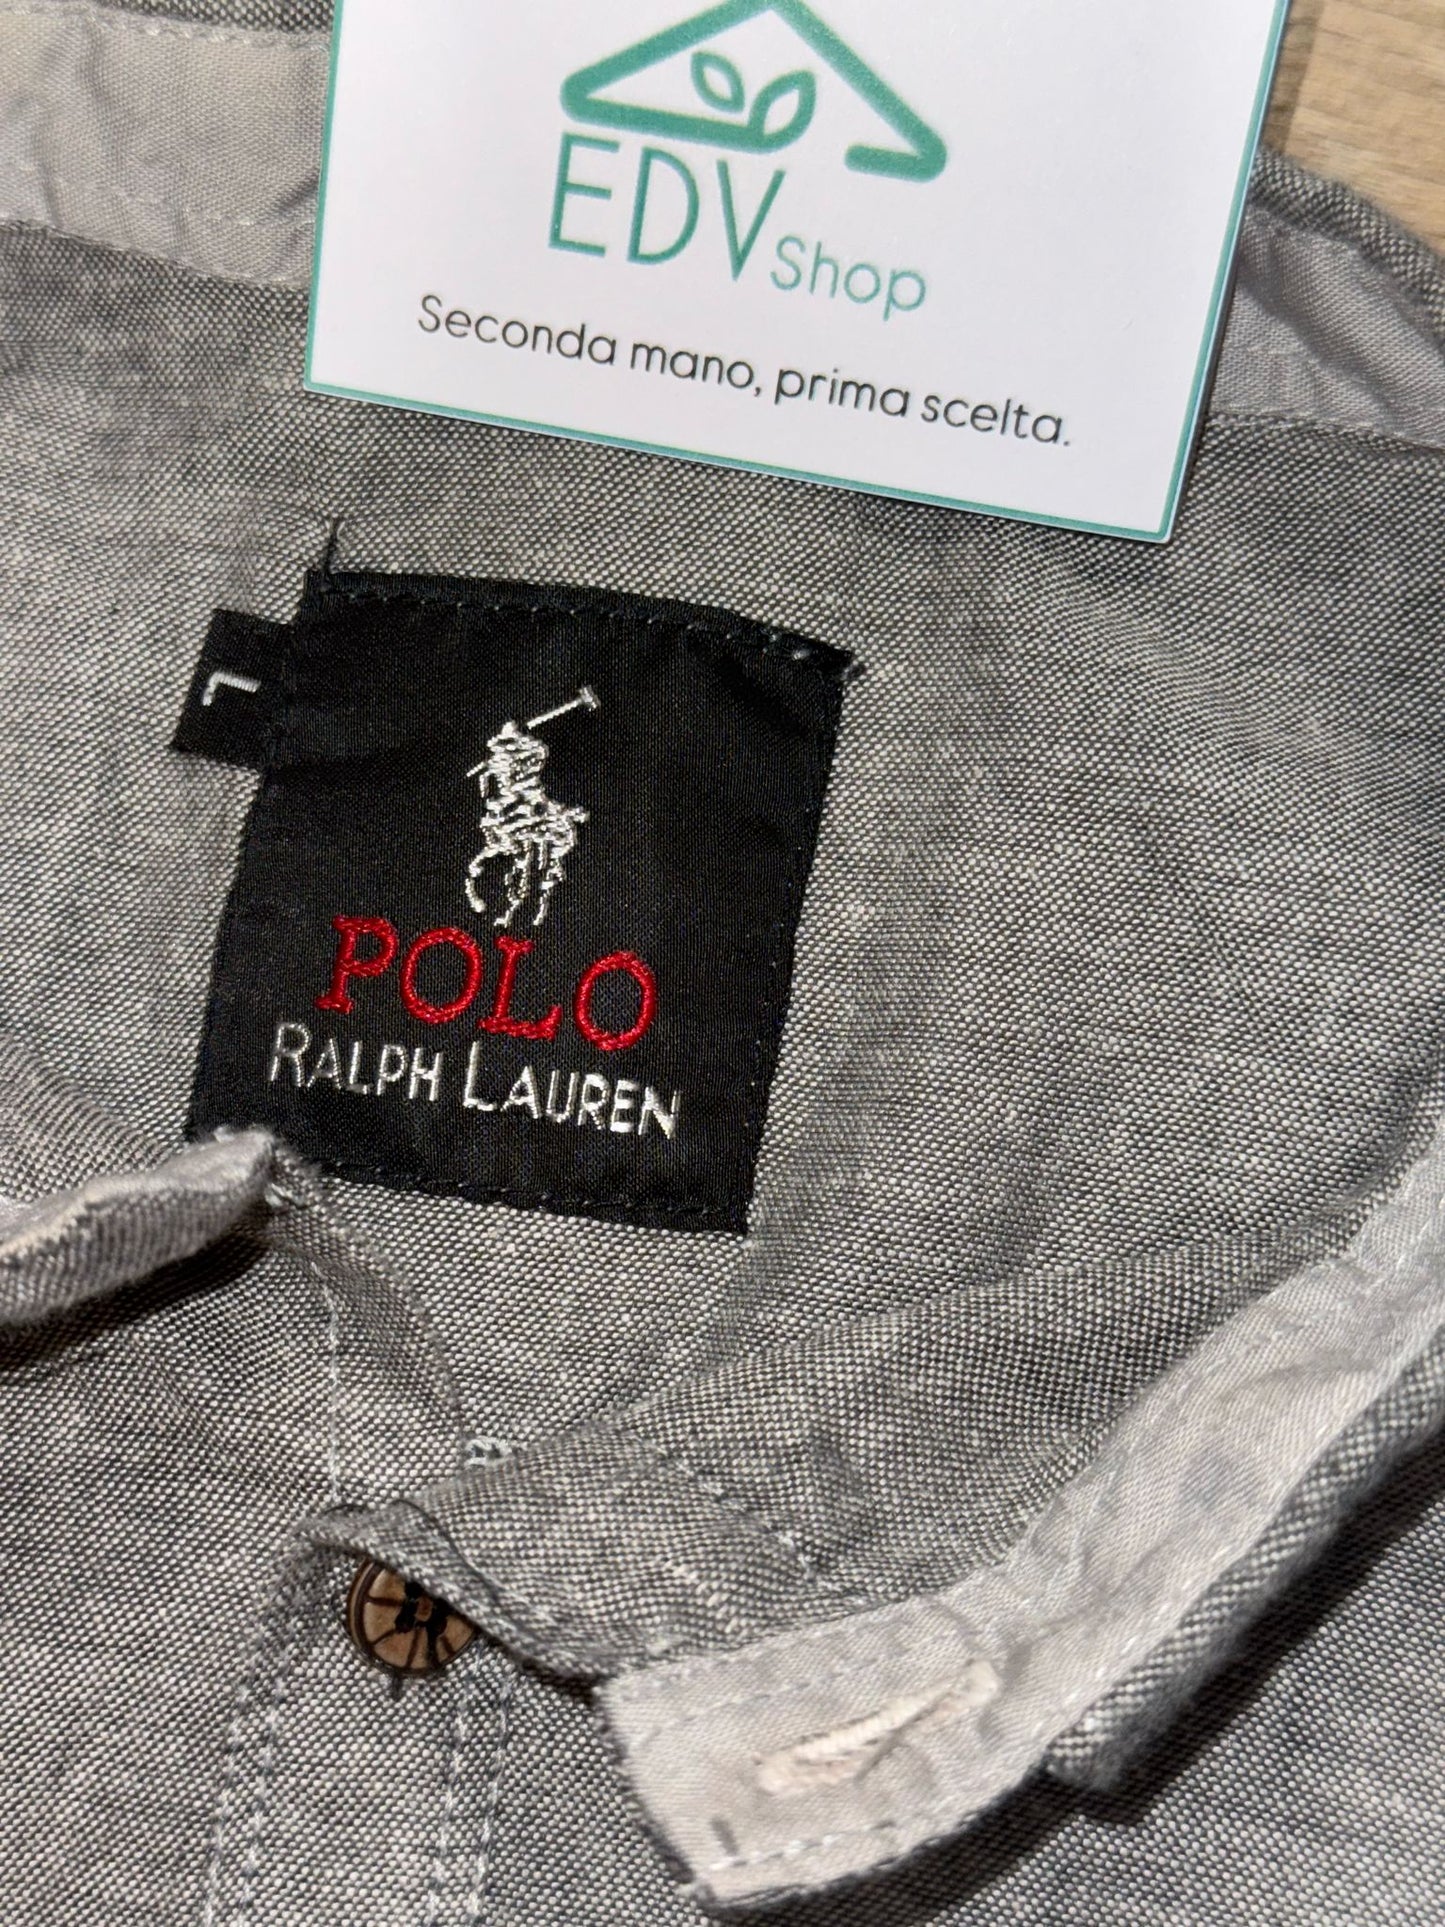 EDV Shop
Seconda mano, prima scelta.
L
POLO
RALPH LAUREN